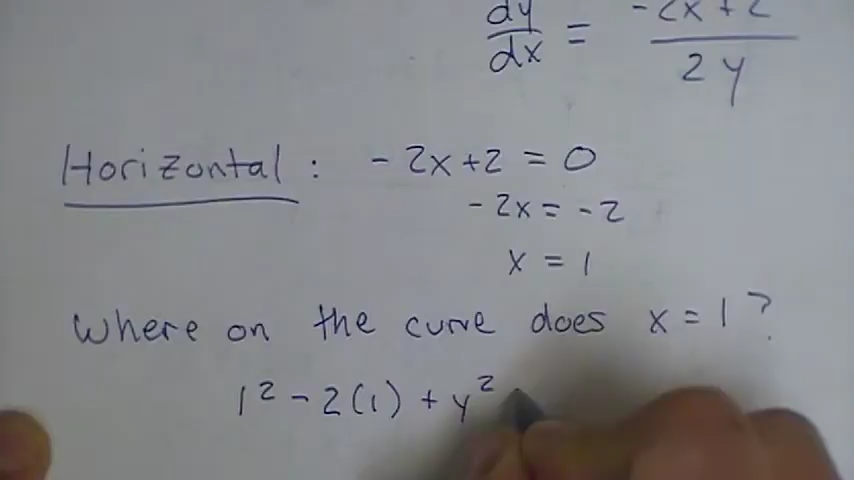 dy/dx = -2x+2/2y
Horizontal: -2x+2 = 0
-2x = -2
x = 1
Where on the curve does x = 1?
1² - 2(1) + y²